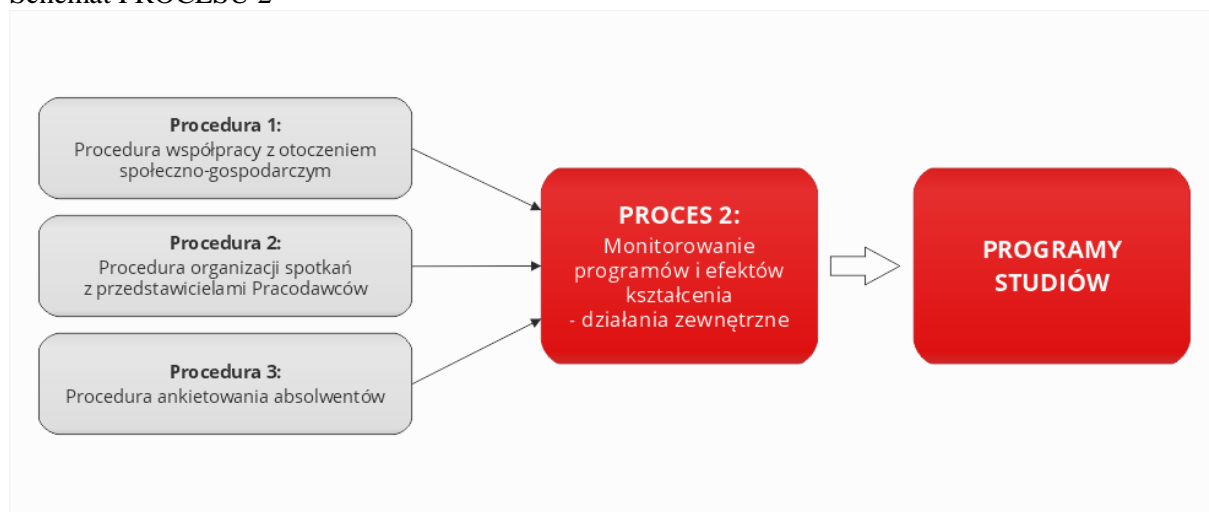 Schemat PROCESU 2
Procedura 1:
Procedura współpracy z otoczeniem
społeczno-gospodarczym
Procedura 2:
Procedura organizacji spotkań
z przedstawicielami Pracodawców
Procedura 3:
Procedura ankietowania absolwentów
PROCES 2:
Monitorowanie
programów i efektów
kształcenia
- działania zewnętrzne
PROGRAMY
STUDIÓW